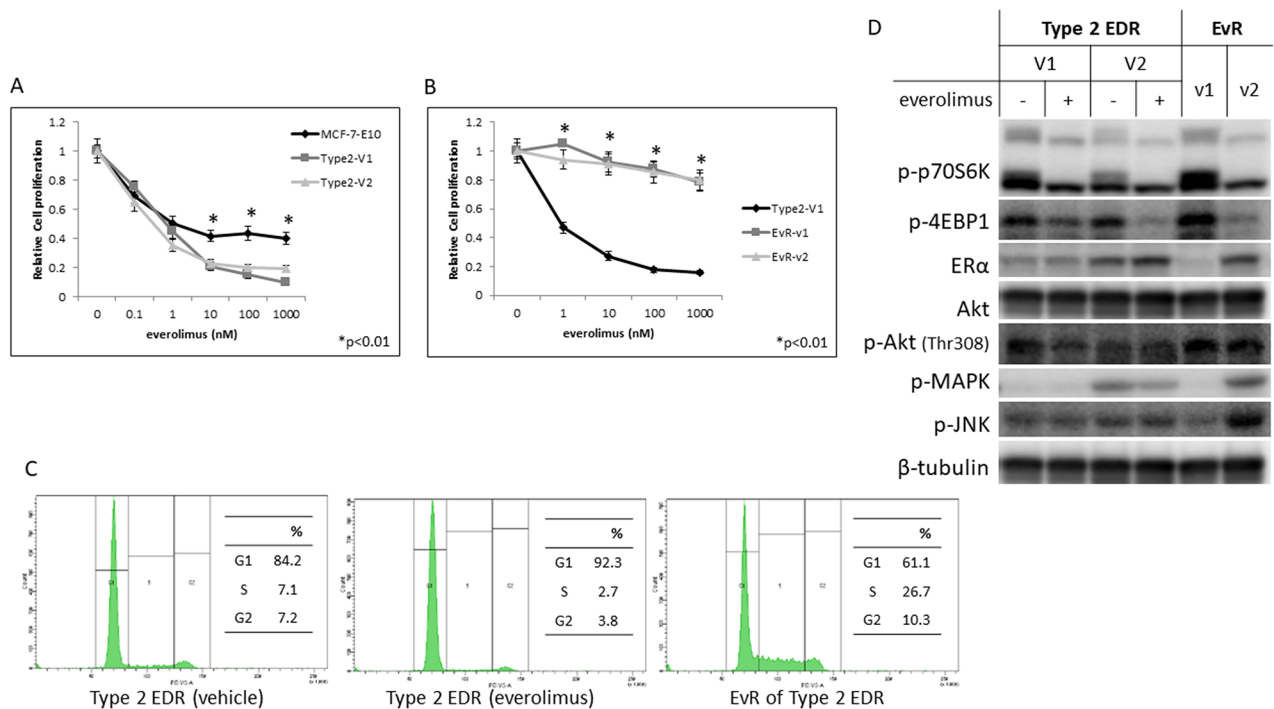 A
1.2
1
0.8
0.6
0.4
0.2
0
Relative Cell proliferation
MCF-7-E10
Type2-V1
Type2-V2
* * *
0 0.1 1 10 100 1000
everolimus (nM)
*p<0.01
B
1.2
1
0.8
0.6
0.4
0.2
0
Relative Cell proliferation
* * * *
Type2-V1
EvR-v1
EvR-v2
0 1 10 100 1000
everolimus (nM)
*p<0.01
C
%
G1 84.2
S 7.1
G2 7.2
Count
Type 2 EDR (vehicle)
%
G1 92.3
S 2.7
G2 3.8
Count
Type 2 EDR (everolimus)
%
G1 61.1
S 26.7
G2 10.3
Count
EvR of Type 2 EDR
D
Type 2 EDR EvR
V1 V2 v1 v2
everolimus - + - +
p-p70S6K
p-4EBP1
ERα
Akt
p-Akt (Thr308)
p-MAPK
p-JNK
β-tubulin